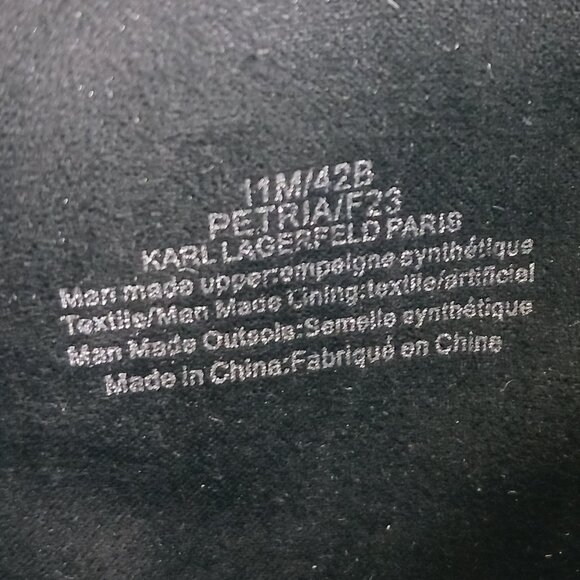 11M/42B
PETRIA/F23
KARL LAGERFELD PARIS
Man made upper:empeigne synthétique
Textile/Man Made Lining:textile/artificial
Man Made Outsole:Semelle synthétique
Made in China:Fabriqué en Chine